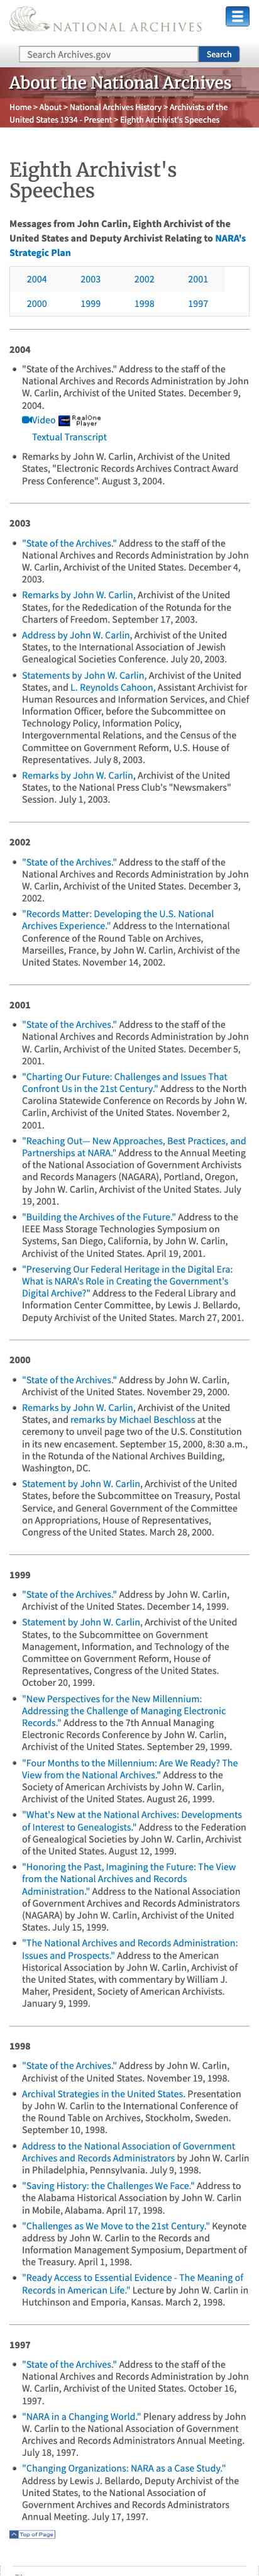 NATIONAL ARCHIVES
Search Archives.gov
Search
About the National Archives
Home > About > National Archives History > Archivists of the
United States 1934 - Present > Eighth Archivist's Speeches
Eighth Archivist's
Speeches
Messages from John Carlin, Eighth Archivist of the
United States and Deputy Archivist Relating to NARA's
Strategic Plan
2004 2003 2002 2001
2000 1999 1998 1997
2004
"State of the Archives." Address to the staff of the
National Archives and Records Administration by John
W. Carlin, Archivist of the United States. December 9,
2004.
Video RealOne Player
Textual Transcript
Remarks by John W. Carlin, Archivist of the United
States, "Electronic Records Archives Contract Award
Press Conference". August 3, 2004.
2003
"State of the Archives." Address to the staff of the
National Archives and Records Administration by John
W. Carlin, Archivist of the United States. December 4,
2003.
Remarks by John W. Carlin, Archivist of the United
States, for the Rededication of the Rotunda for the
Charters of Freedom. September 17, 2003.
Address by John W. Carlin, Archivist of the United
States, to the International Association of Jewish
Genealogical Societies Conference. July 20, 2003.
Statements by John W. Carlin, Archivist of the United
States, and L. Reynolds Cahoon, Assistant Archivist for
Human Resources and Information Services, and Chief
Information Officer, before the Subcommittee on
Technology Policy, Information Policy,
Intergovernmental Relations, and the Census of the
Committee on Government Reform, U.S. House of
Representatives. July 8, 2003.
Remarks by John W. Carlin, Archivist of the United
States, to the National Press Club's "Newsmakers"
Session. July 1, 2003.
2002
"State of the Archives." Address to the staff of the
National Archives and Records Administration by John
W. Carlin, Archivist of the United States. December 3,
2002.
"Records Matter: Developing the U.S. National
Archives Experience." Address to the International
Conference of the Round Table on Archives,
Marseilles, France, by John W. Carlin, Archivist of the
United States. November 14, 2002.
2001
"State of the Archives." Address to the staff of the
National Archives and Records Administration by John
W. Carlin, Archivist of the United States. December 5,
2001.
"Charting Our Future: Challenges and Issues That
Confront Us in the 21st Century." Address to the North
Carolina Statewide Conference on Records by John W.
Carlin, Archivist of the United States. November 2,
2001.
"Reaching Out— New Approaches, Best Practices, and
Partnerships at NARA." Address to the Annual Meeting
of the National Association of Government Archivists
and Records Managers (NAGARA), Portland, Oregon,
by John W. Carlin, Archivist of the United States. July
19, 2001.
"Building the Archives of the Future." Address to the
IEEE Mass Storage Technologies Symposium on
Systems, San Diego, California, by John W. Carlin,
Archivist of the United States. April 19, 2001.
"Preserving Our Federal Heritage in the Digital Era:
What is NARA's Role in Creating the Government's
Digital Archive?" Address to the Federal Library and
Information Center Committee, by Lewis J. Bellardo,
Deputy Archivist of the United States. March 27, 2001.
2000
"State of the Archives." Address by John W. Carlin,
Archivist of the United States. November 29, 2000.
Remarks by John W. Carlin, Archivist of the United
States, and remarks by Michael Beschloss at the
ceremony to unveil page two of the U.S. Constitution
in its new encasement. September 15, 2000, 8:30 a.m.,
in the Rotunda of the National Archives Building,
Washington, DC.
Statement by John W. Carlin, Archivist of the United
States, before the Subcommittee on Treasury, Postal
Service, and General Government of the Committee
on Appropriations, House of Representatives,
Congress of the United States. March 28, 2000.
1999
"State of the Archives." Address by John W. Carlin,
Archivist of the United States. December 14, 1999.
Statement by John W. Carlin, Archivist of the United
States, to the Subcommittee on Government
Management, Information, and Technology of the
Committee on Government Reform, House of
Representatives, Congress of the United States.
October 20, 1999.
"New Perspectives for the New Millennium:
Addressing the Challenge of Managing Electronic
Records." Address to the 7th Annual Managing
Electronic Records Conference by John W. Carlin,
Archivist of the United States. September 29, 1999.
"Four Months to the Millennium: Are We Ready? The
View from the National Archives." Address to the
Society of American Archivists by John W. Carlin,
Archivist of the United States. August 26, 1999.
"What's New at the National Archives: Developments
of Interest to Genealogists." Address to the Federation
of Genealogical Societies by John W. Carlin, Archivist
of the United States. August 12, 1999.
"Honoring the Past, Imagining the Future: The View
from the National Archives and Records
Administration." Address to the National Association
of Government Archives and Records Administrators
(NAGARA) by John W. Carlin, Archivist of the United
States. July 15, 1999.
"The National Archives and Records Administration:
Issues and Prospects." Address to the American
Historical Association by John W. Carlin, Archivist of
the United States, with commentary by William J.
Maher, President, Society of American Archivists.
January 9, 1999.
1998
"State of the Archives." Address by John W. Carlin,
Archivist of the United States. November 19, 1998.
Archival Strategies in the United States. Presentation
by John W. Carlin to the International Conference of
the Round Table on Archives, Stockholm, Sweden.
September 10, 1998.
Address to the National Association of Government
Archives and Records Administrators by John W. Carlin
in Philadelphia, Pennsylvania. July 9, 1998.
"Saving History: the Challenges We Face." Address to
the Alabama Historical Association by John W. Carlin
in Mobile, Alabama. April 17, 1998.
"Challenges as We Move to the 21st Century." Keynote
address by John W. Carlin to the Records and
Information Management Symposium, Department of
the Treasury. April 1, 1998.
"Ready Access to Essential Evidence - The Meaning of
Records in American Life." Lecture by John W. Carlin in
Hutchinson and Emporia, Kansas. March 2, 1998.
1997
"State of the Archives." Address to the staff of the
National Archives and Records Administration by John
W. Carlin, Archivist of the United States. October 16,
1997.
"NARA in a Changing World." Plenary address by John
W. Carlin to the National Association of Government
Archives and Records Administrators Annual Meeting.
July 18, 1997.
"Changing Organizations: NARA as a Case Study."
Address by Lewis J. Bellardo, Deputy Archivist of the
United States, to the National Association of
Government Archives and Records Administrators
Annual Meeting. July 17, 1997.
Top of Page